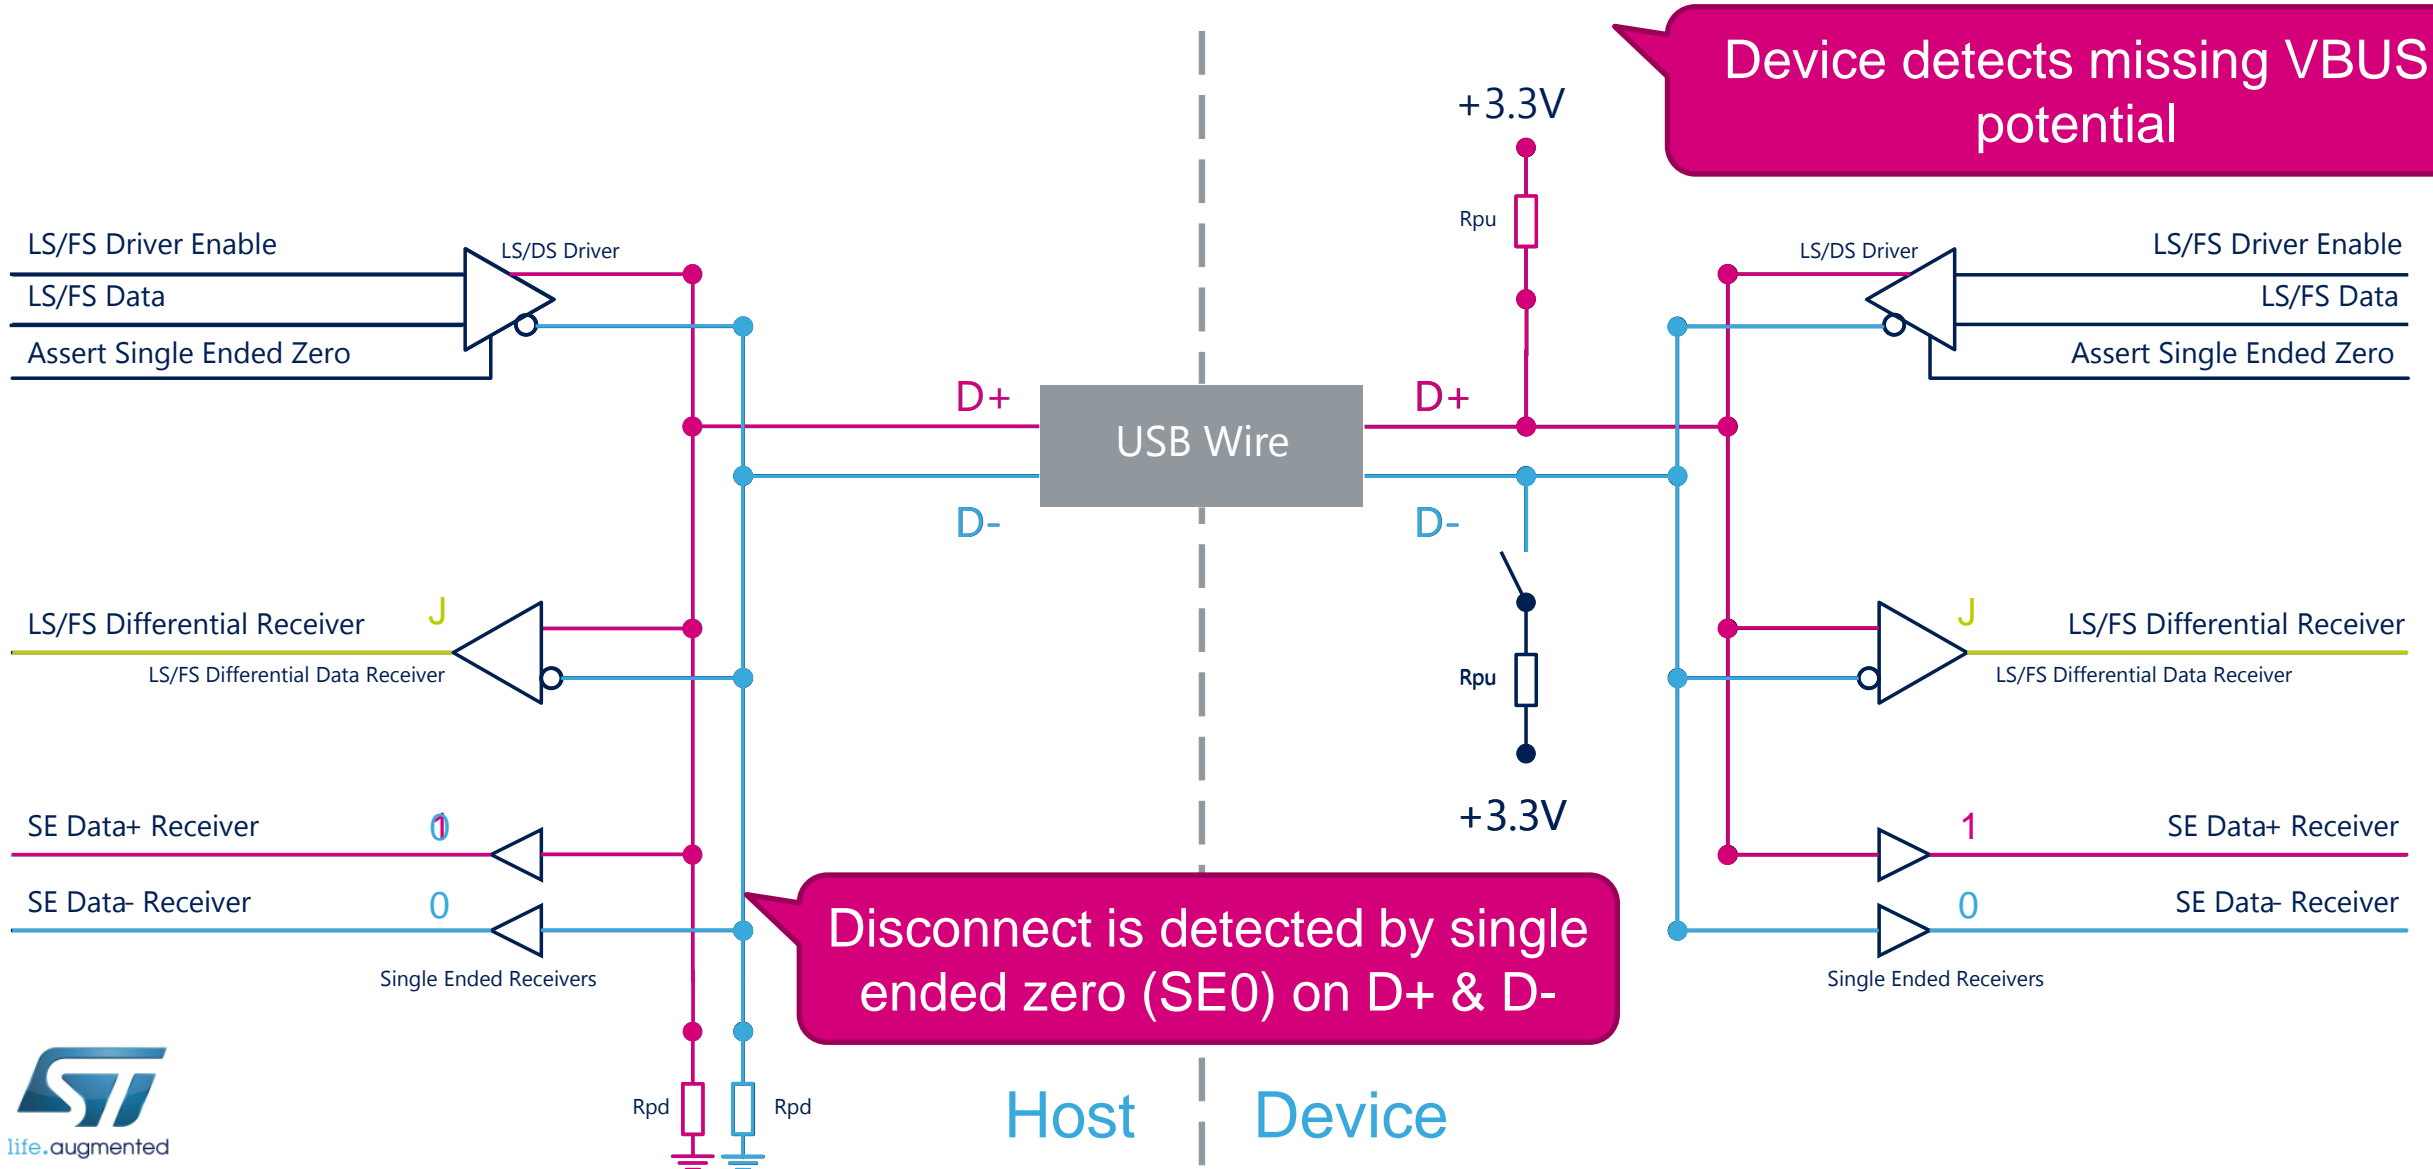 Device detects missing VBUS
potential
+3.3V
Rpu
LS/FS Driver Enable
LS/DS Driver
LS/FS Data
Assert Single Ended Zero
LS/DS Driver
LS/FS Driver Enable
LS/FS Data
Assert Single Ended Zero
D+
D+
USB Wire
D-
D-
LS/FS Differential Receiver
J
LS/FS Differential Data Receiver
Rpu
J
LS/FS Differential Receiver
LS/FS Differential Data Receiver
+3.3V
SE Data+ Receiver
0
1
SE Data- Receiver
0
Single Ended Receivers
1
SE Data+ Receiver
0
SE Data- Receiver
Single Ended Receivers
Disconnect is detected by single
ended zero (SE0) on D+ & D-
Rpd
Rpd
Host
Device
ST
life.augmented